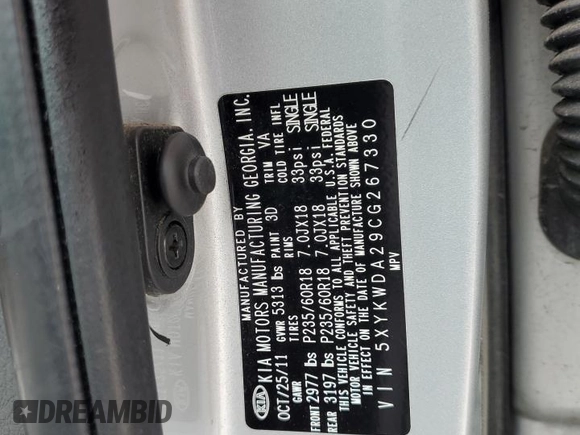 MANUFACTURED BY
KIA KIA MOTORS MANUFACTURING GEORGIA, INC.
OCT/25/11 GVWR 5313 lbs PAINT 3D TRIM VA
GAWR TIRES RIMS COLD TIRE INFL
FRONT 2977 lbs P235/60R18 7.0JX18 33psi SINGLE
REAR 3197 lbs P235/60R18 7.0JX18 33psi SINGLE
THIS VEHICLE CONFORMS TO ALL APPLICABLE U.S.A. FEDERAL
MOTOR VEHICLE SAFETY AND THEFT PREVENTION STANDARDS
IN EFFECT ON THE DATE OF MANUFACTURE SHOWN ABOVE
VIN 5XYKWDA29CG267330
MPV
DREAMBID